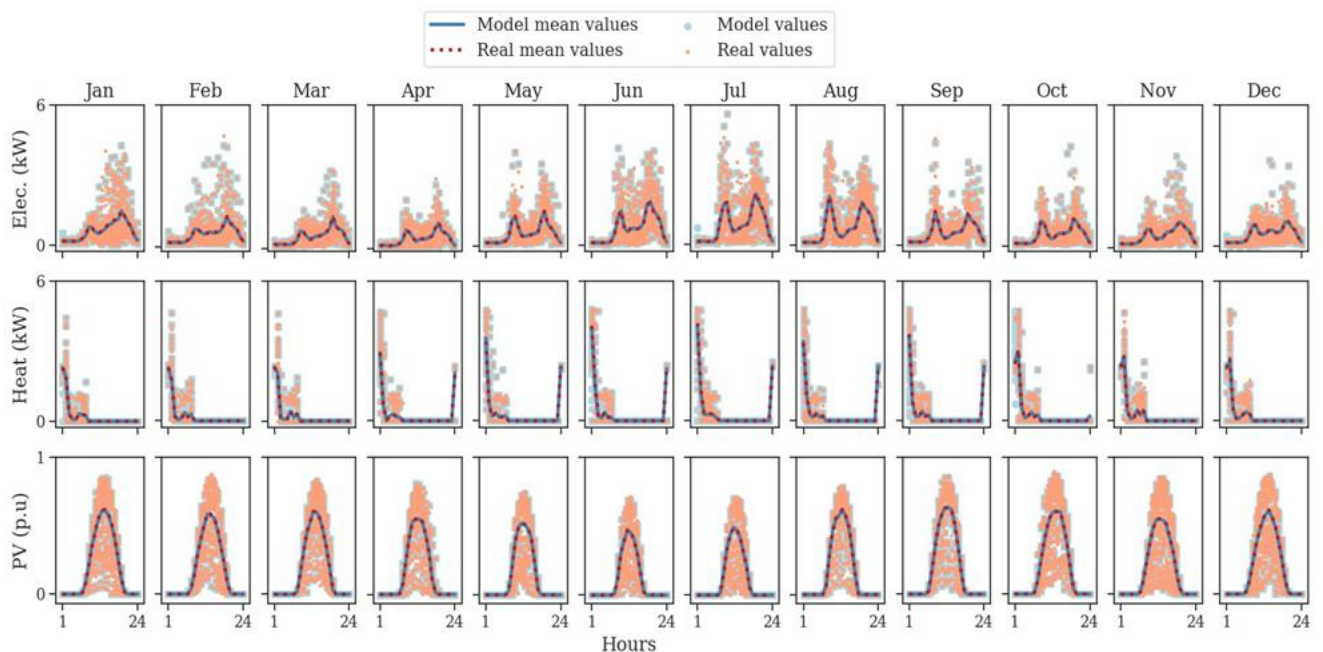 Model mean values Model values
Real mean values Real values
Jan Feb Mar Apr May Jun Jul Aug Sep Oct Nov Dec
6
Elec. (kW)
0
6
Heat (kW)
0
1
PV (p.u)
0
1 24 1 24 1 24 1 24 1 24 1 24 1 24 1 24 1 24 1 24 1 24 1 24
Hours